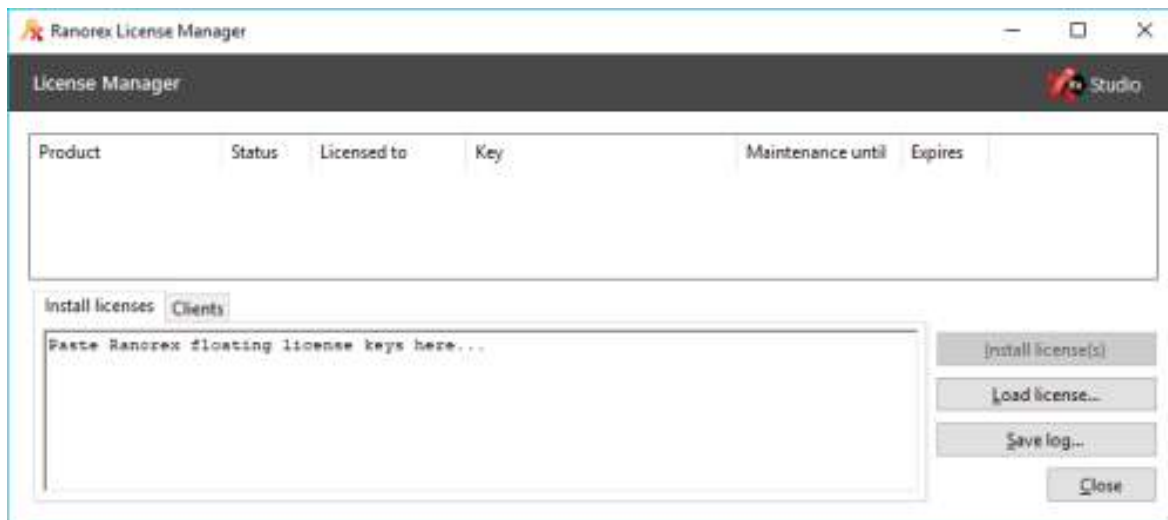 Ranorex License Manager
License Manager
Studio
Product Status Licensed to Key Maintenance until Expires
Install licenses Clients
Paste Ranorex floating license keys here...
Install license(s)
Load license...
Save log...
Close